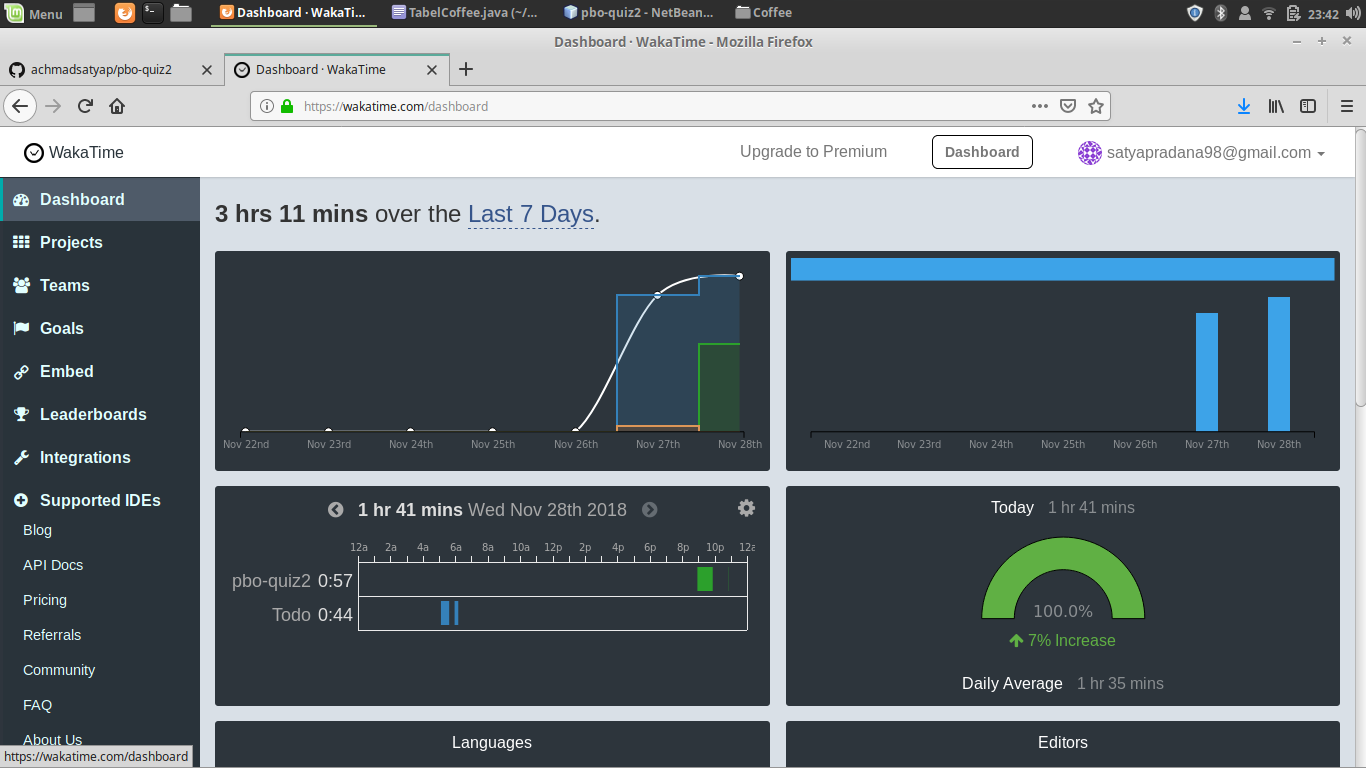 Menu
Dashboard · WakaTi...
TabelCoffee.java (~/...
pbo-quiz2 - NetBean...
Coffee
23:42
Dashboard · WakaTime - Mozilla Firefox
achmadsatyap/pbo-quiz2
Dashboard · WakaTime
https://wakatime.com/dashboard
WakaTime
Upgrade to Premium
Dashboard
satyapradana98@gmail.com
Dashboard
Projects
Teams
Goals
Embed
Leaderboards
Integrations
Supported IDEs
Blog
API Docs
Pricing
Referrals
Community
FAQ
About Us
https://wakatime.com/dashboard
3 hrs 11 mins over the Last 7 Days.
Nov 22nd Nov 23rd Nov 24th Nov 25th Nov 26th Nov 27th Nov 28th
Nov 22nd Nov 23rd Nov 24th Nov 25th Nov 26th Nov 27th Nov 28th
1 hr 41 mins Wed Nov 28th 2018
12a 2a 4a 6a 8a 10a 12p 2p 4p 6p 8p 10p 12a
pbo-quiz2 0:57
Todo 0:44
Today 1 hr 41 mins
100.0%
7% Increase
Daily Average 1 hr 35 mins
Languages
Editors